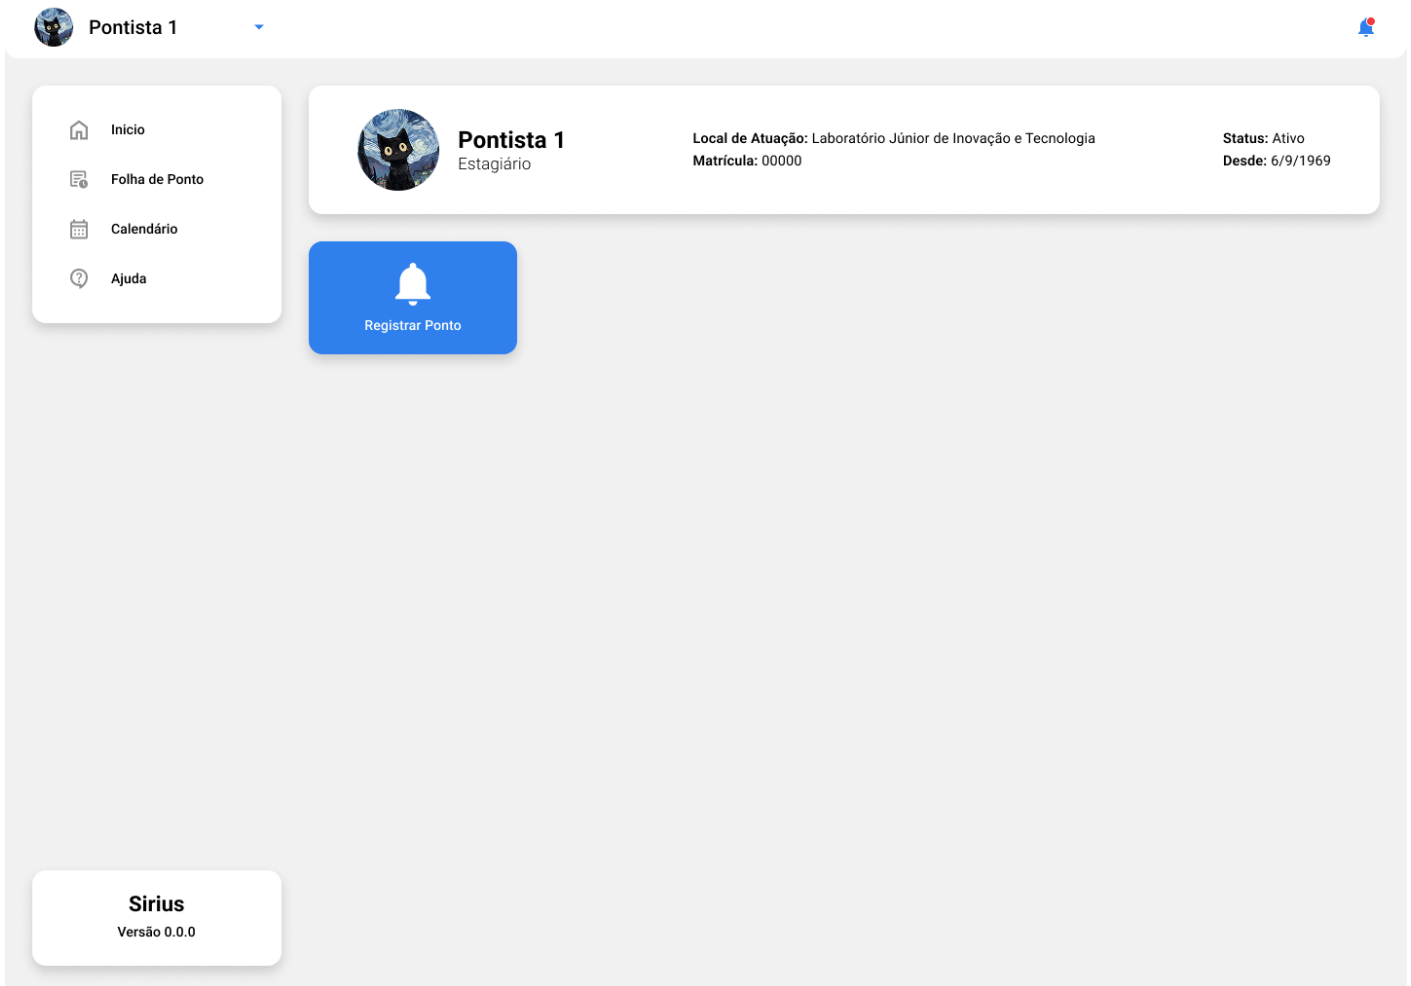 Pontista 1
Inicio
Folha de Ponto
Calendário
Ajuda
Pontista 1
Estagiário
Local de Atuação: Laboratório Júnior de Inovação e Tecnologia
Matrícula: 00000
Status: Ativo
Desde: 6/9/1969
Registrar Ponto
Sirius
Versão 0.0.0